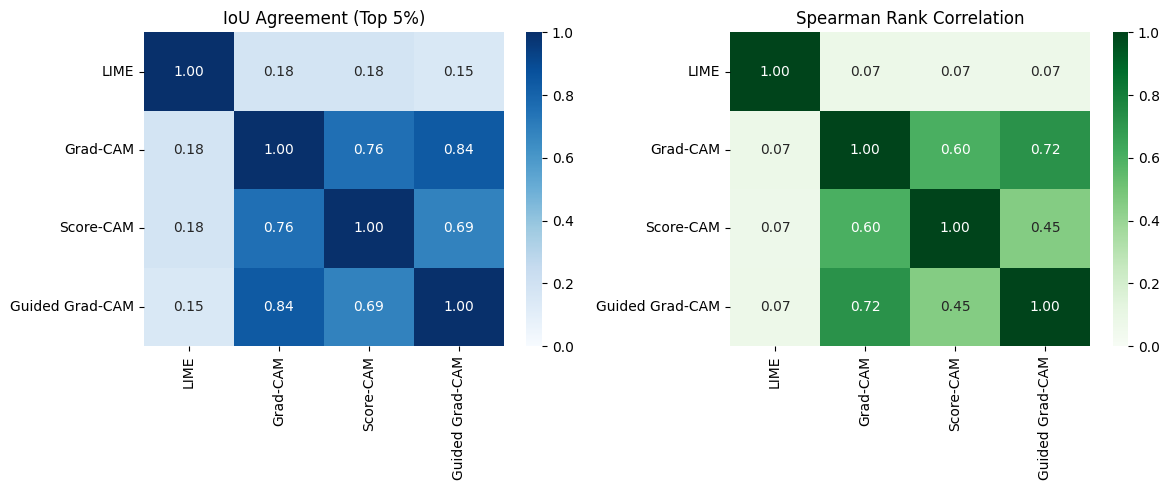 IoU Agreement (Top 5%)
LIME 1.00 0.18 0.18 0.15
Grad-CAM 0.18 1.00 0.76 0.84
Score-CAM 0.18 0.76 1.00 0.69
Guided Grad-CAM 0.15 0.84 0.69 1.00
LIME
Grad-CAM
Score-CAM
Guided Grad-CAM
1.0
0.8
0.6
0.4
0.2
0.0
Spearman Rank Correlation
LIME 1.00 0.07 0.07 0.07
Grad-CAM 0.07 1.00 0.60 0.72
Score-CAM 0.07 0.60 1.00 0.45
Guided Grad-CAM 0.07 0.72 0.45 1.00
LIME
Grad-CAM
Score-CAM
Guided Grad-CAM
1.0
0.8
0.6
0.4
0.2
0.0